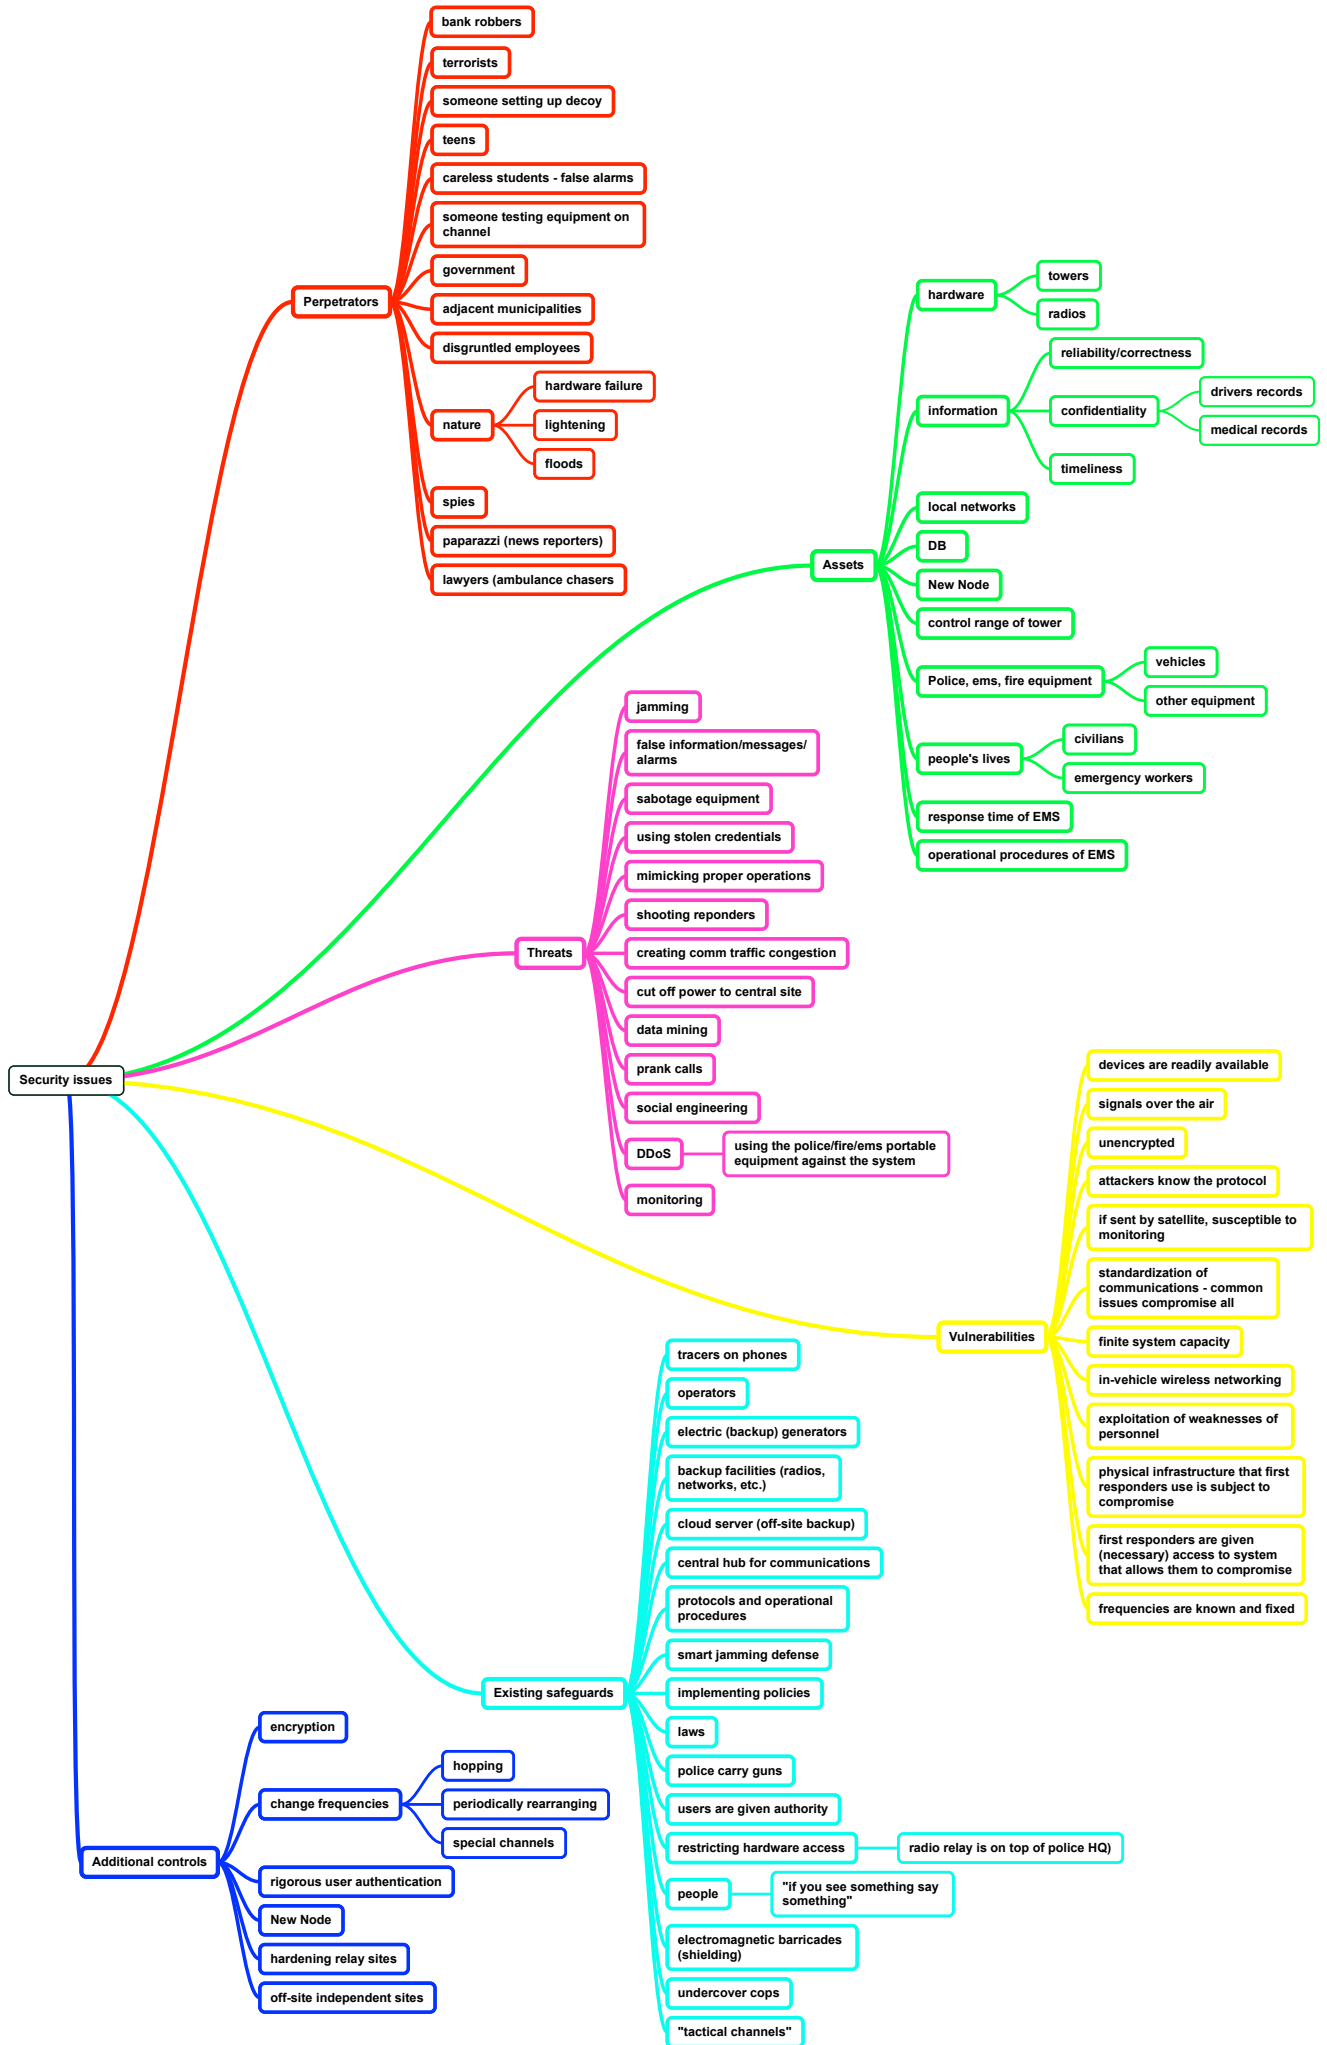 Security issues
Perpetrators
bank robbers
terrorists
someone setting up decoy
teens
careless students - false alarms
someone testing equipment on
channel
government
adjacent municipalities
disgruntled employees
nature
hardware failure
lightening
floods
spies
paparazzi (news reporters)
lawyers (ambulance chasers
Assets
hardware
towers
radios
information
reliability/correctness
confidentiality
drivers records
medical records
timeliness
local networks
DB
New Node
control range of tower
Police, ems, fire equipment
vehicles
other equipment
people's lives
civilians
emergency workers
response time of EMS
operational procedures of EMS
Threats
jamming
false information/messages/
alarms
sabotage equipment
using stolen credentials
mimicking proper operations
shooting reponders
creating comm traffic congestion
cut off power to central site
data mining
prank calls
social engineering
DDoS
using the police/fire/ems portable
equipment against the system
monitoring
Vulnerabilities
devices are readily available
signals over the air
unencrypted
attackers know the protocol
if sent by satellite, susceptible to
monitoring
standardization of
communications - common
issues compromise all
finite system capacity
in-vehicle wireless networking
exploitation of weaknesses of
personnel
physical infrastructure that first
responders use is subject to
compromise
first responders are given
(necessary) access to system
that allows them to compromise
frequencies are known and fixed
Existing safeguards
tracers on phones
operators
electric (backup) generators
backup facilities (radios,
networks, etc.)
cloud server (off-site backup)
central hub for communications
protocols and operational
procedures
smart jamming defense
implementing policies
laws
police carry guns
users are given authority
restricting hardware access
radio relay is on top of police HQ)
people
"if you see something say
something"
electromagnetic barricades
(shielding)
undercover cops
"tactical channels"
Additional controls
encryption
change frequencies
hopping
periodically rearranging
special channels
rigorous user authentication
New Node
hardening relay sites
off-site independent sites